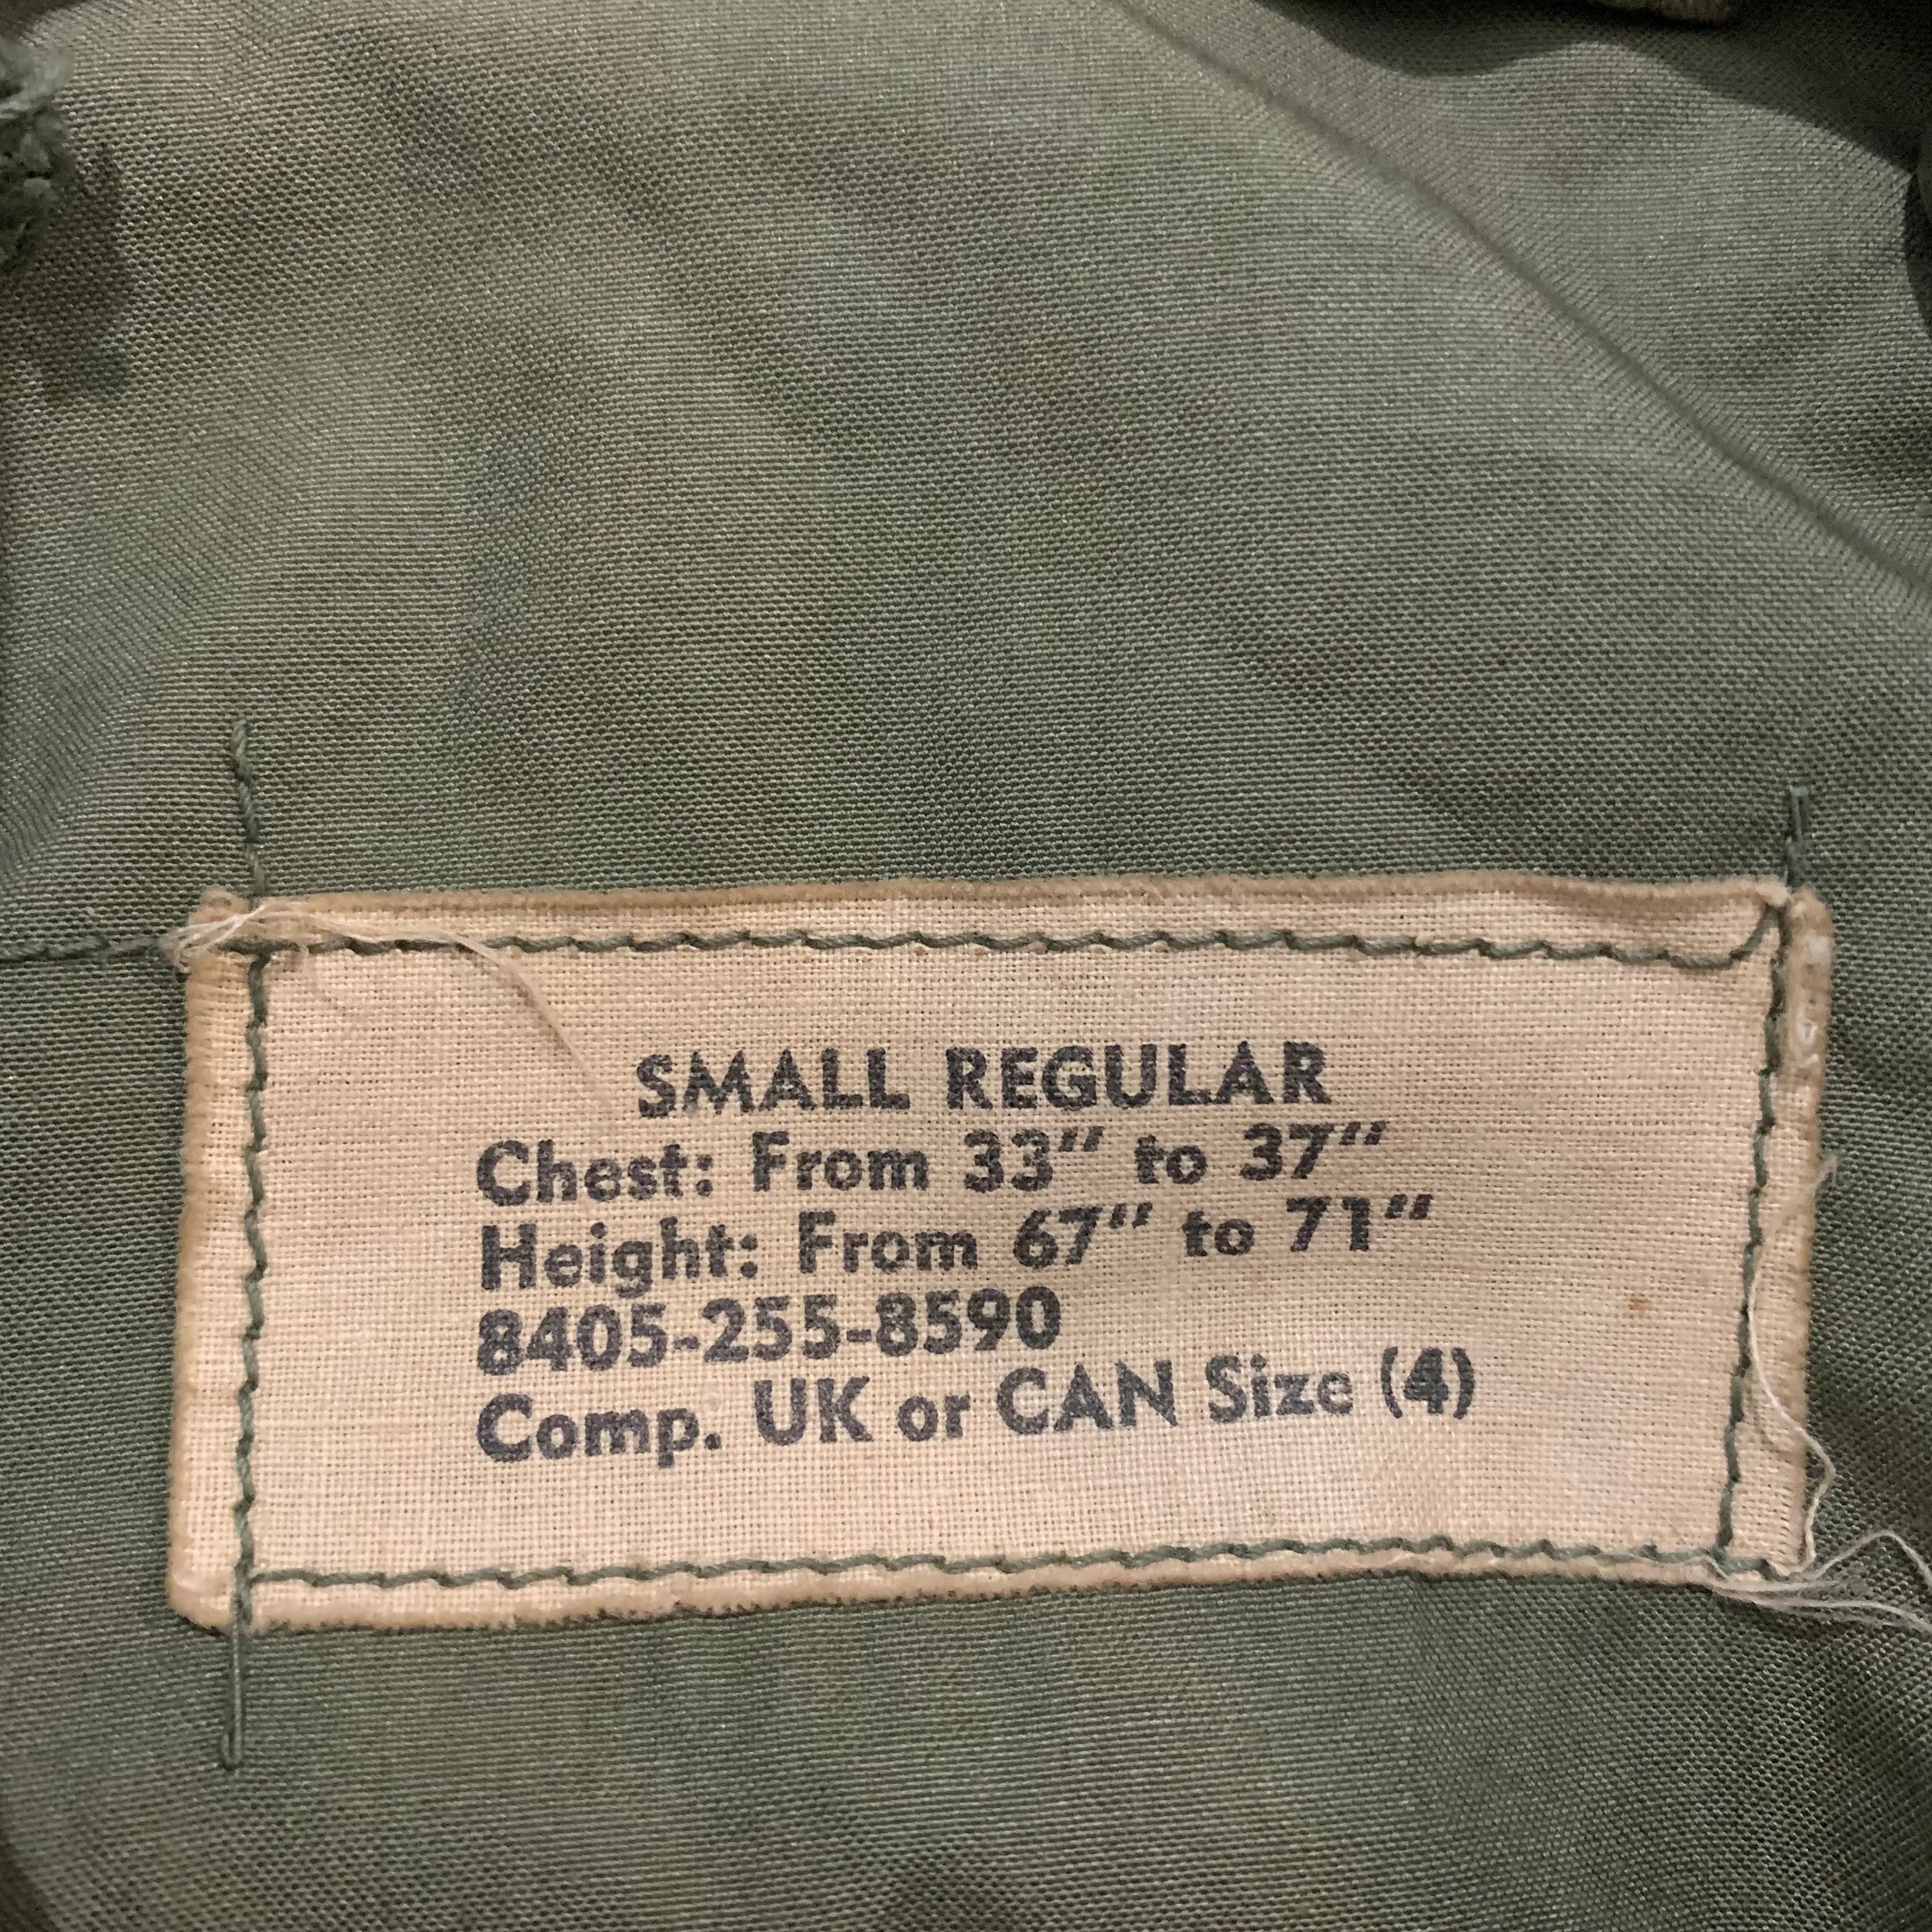 SMALL REGULAR
Chest: From 33" to 37"
Height: From 67" to 71"
8405-255-8590
Comp. UK or CAN Size (4)